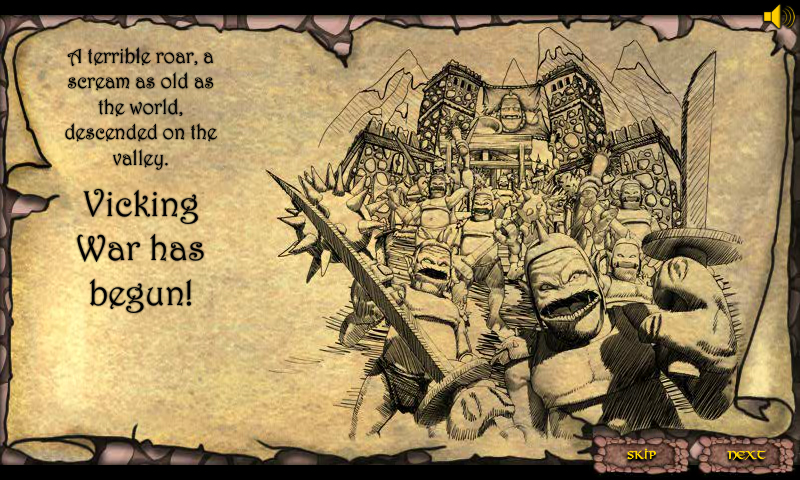 A terrible roar, a
scream as old as
the world,
descended on the
valley.
Vicking
War has
begun!
SKIP
NEXT